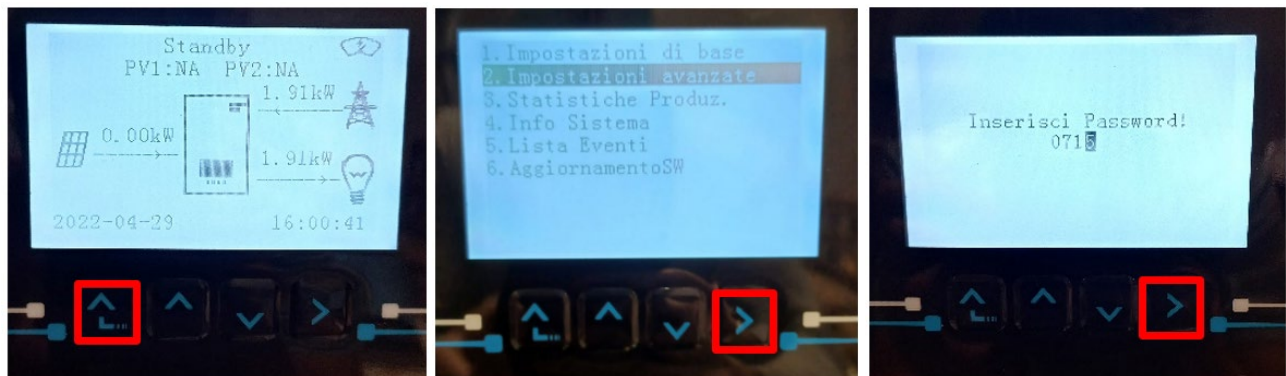 Standby
PV1:NA PV2:NA
1.91kW
0.00kW
1.91kW
2022-04-29 16:00:41
1.Impostazioni di base
2.Impostazioni avanzate
3.Statistiche Produz.
4.Info Sistema
5.Lista Eventi
6.AggiornamentoSW
Inserisci Password!
0715